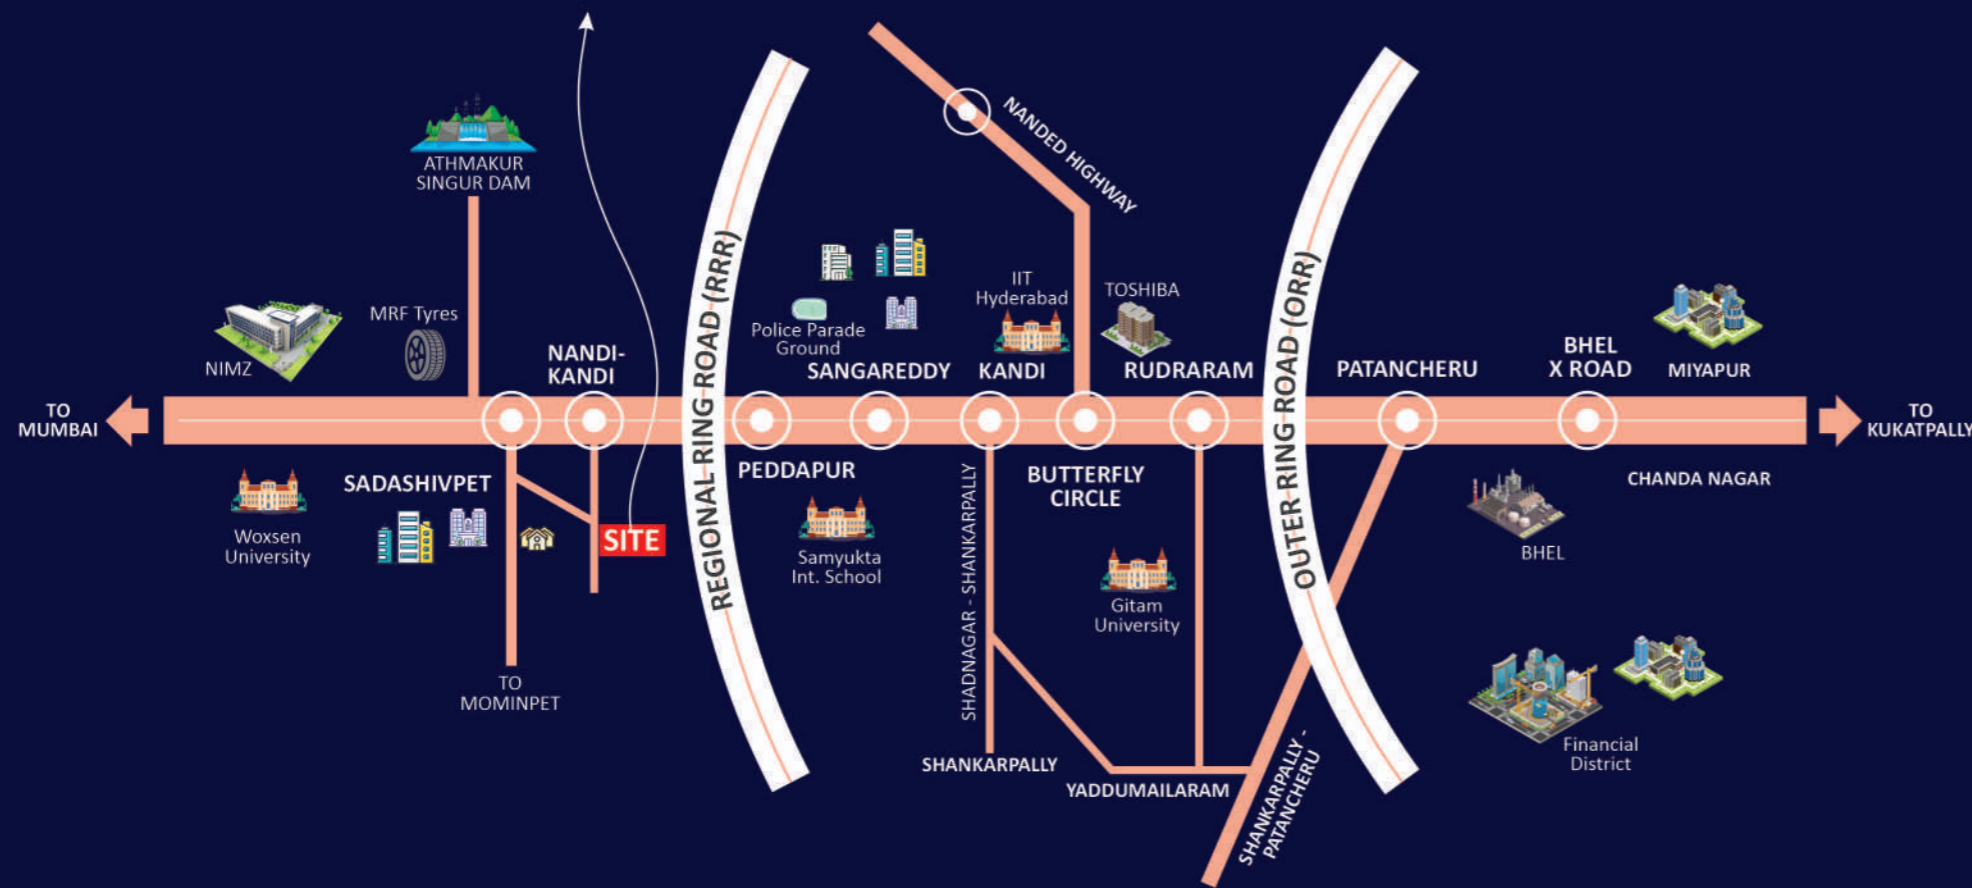 NANDED HIGHWAY
ATHMAKUR
SINGUR DAM
REGIONAL RING ROAD (RRR)
OUTER RING ROAD (ORR)
IIT
Hyderabad
TOSHIBA
MRF Tyres
Police Parade
Ground
NIMZ
NANDI-
KANDI
SANGAREDDY
KANDI
RUDRARAM
PATANCHERU
BHEL
X ROAD
MIYAPUR
TO
MUMBAI
TO
KUKATPALLY
SADASHIVPET
PEDDAPUR
BUTTERFLY
CIRCLE
CHANDA NAGAR
Woxsen
University
SITE
Samyukta
Int. School
SHADNAGAR - SHANKARPALLY
Gitam
University
BHEL
TO
MOMINPET
SHANKARPALLY
YADDUMAILARAM
SHANKARPALLY -
PATANCHERU
Financial
District